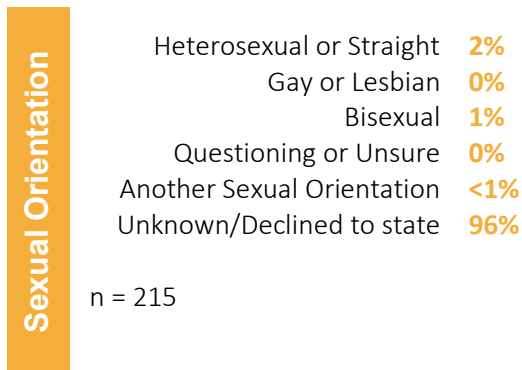 Sexual Orientation
Heterosexual or Straight 2%
Gay or Lesbian 0%
Bisexual 1%
Questioning or Unsure 0%
Another Sexual Orientation <1%
Unknown/Declined to state 96%
n = 215